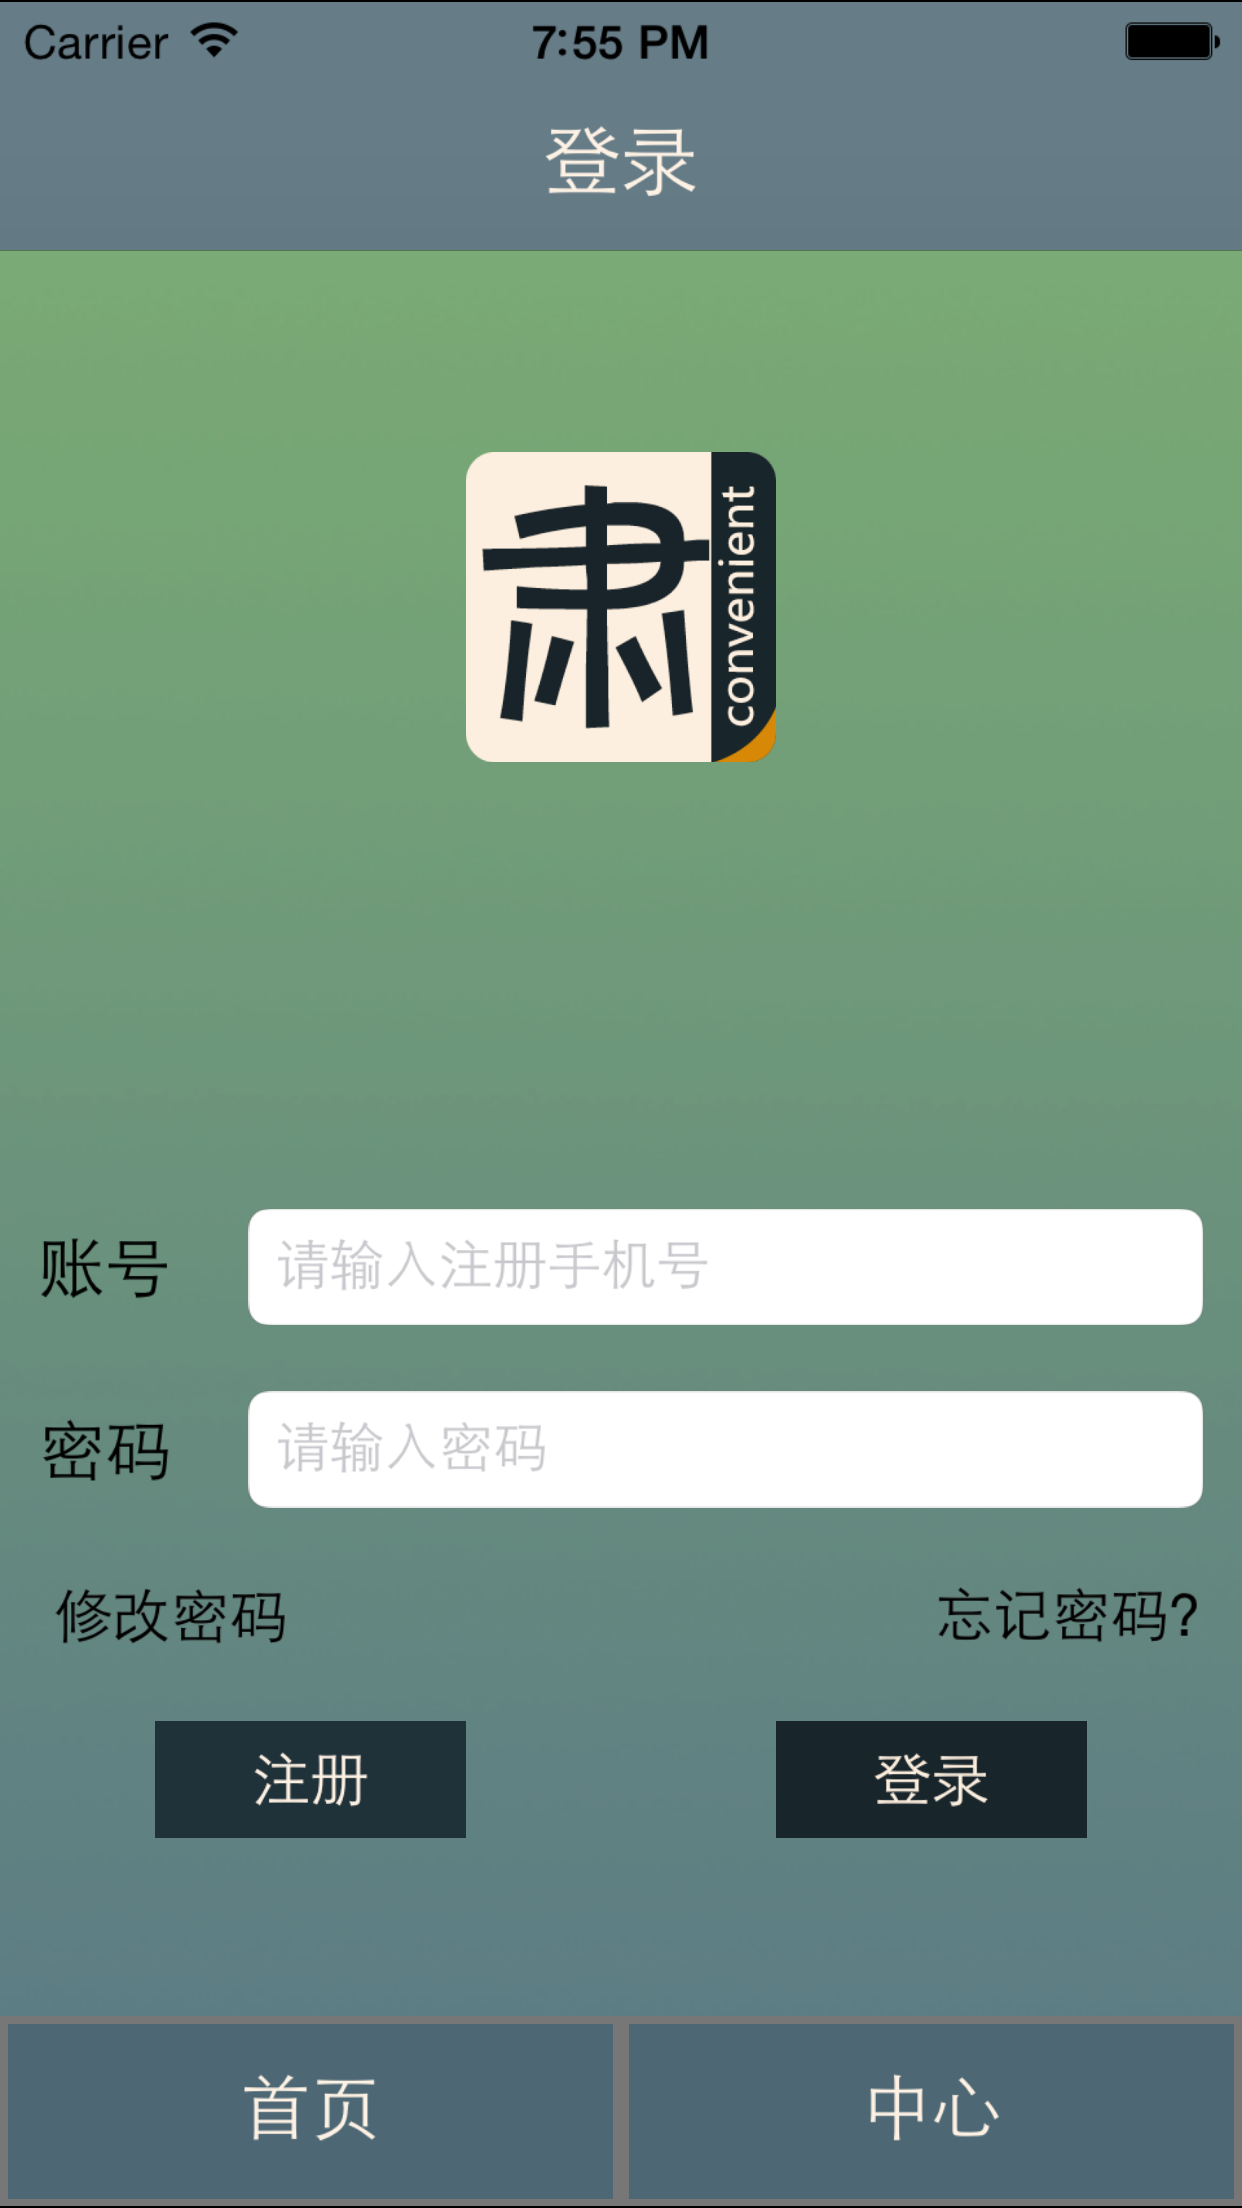 Carrier 7:55 PM
登录
肃
convenient
账号 请输入注册手机号
密码 请输入密码
修改密码 忘记密码?
注册 登录
首页 中心